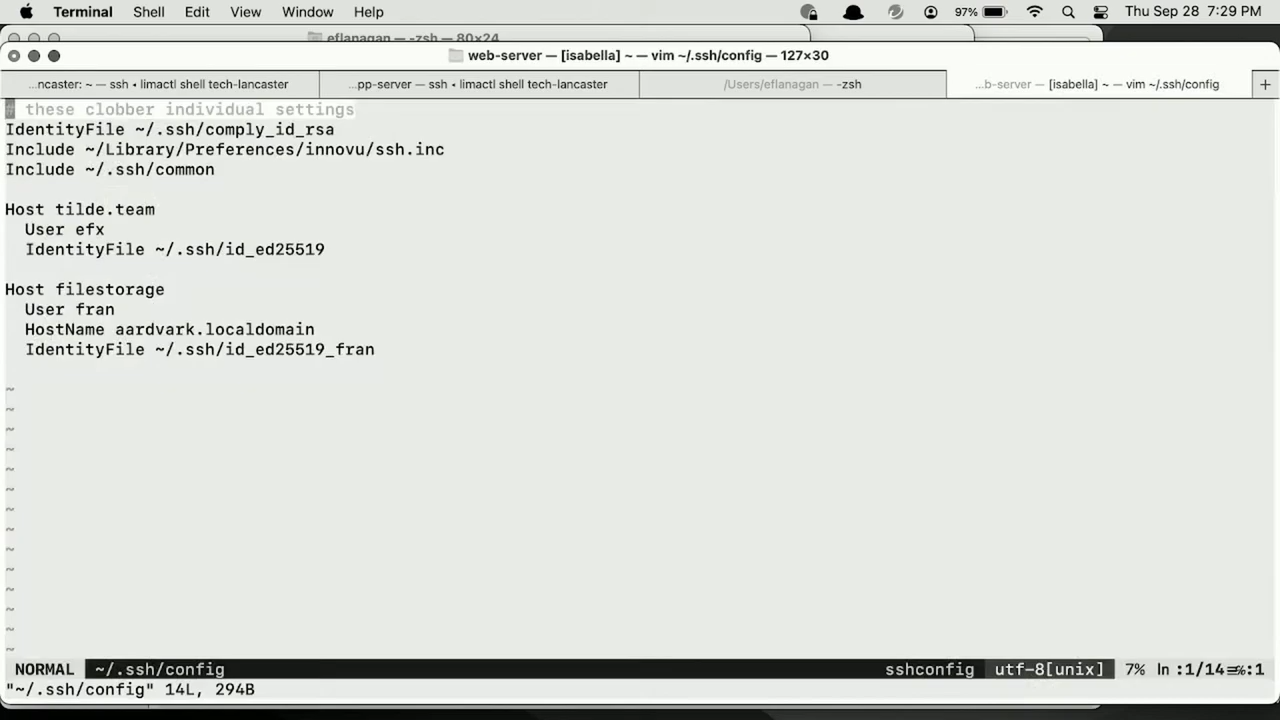 Terminal Shell Edit View Window Help 97% Thu Sep 28 7:29 PM
eflanagan — -zsh — 80×24
web-server — [isabella] ~ — vim ~/.ssh/config — 127×30
...ncaster: ~ — ssh • limactl shell tech-lancaster ...pp-server — ssh • limactl shell tech-lancaster /Users/eflanagan — -zsh ...b-server — [isabella] ~ — vim ~/.ssh/config +
# these clobber individual settings
IdentityFile ~/.ssh/comply_id_rsa
Include ~/Library/Preferences/innovu/ssh.inc
Include ~/.ssh/common
Host tilde.team
User efx
IdentityFile ~/.ssh/id_ed25519
Host filestorage
User fran
HostName aardvark.localdomain
IdentityFile ~/.ssh/id_ed25519_fran
~
~
~
~
~
~
~
~
~
~
~
~
~
~
NORMAL ~/.ssh/config sshconfig utf-8[unix] 7% ln :1/14≡℅:1
"~/.ssh/config" 14L, 294B